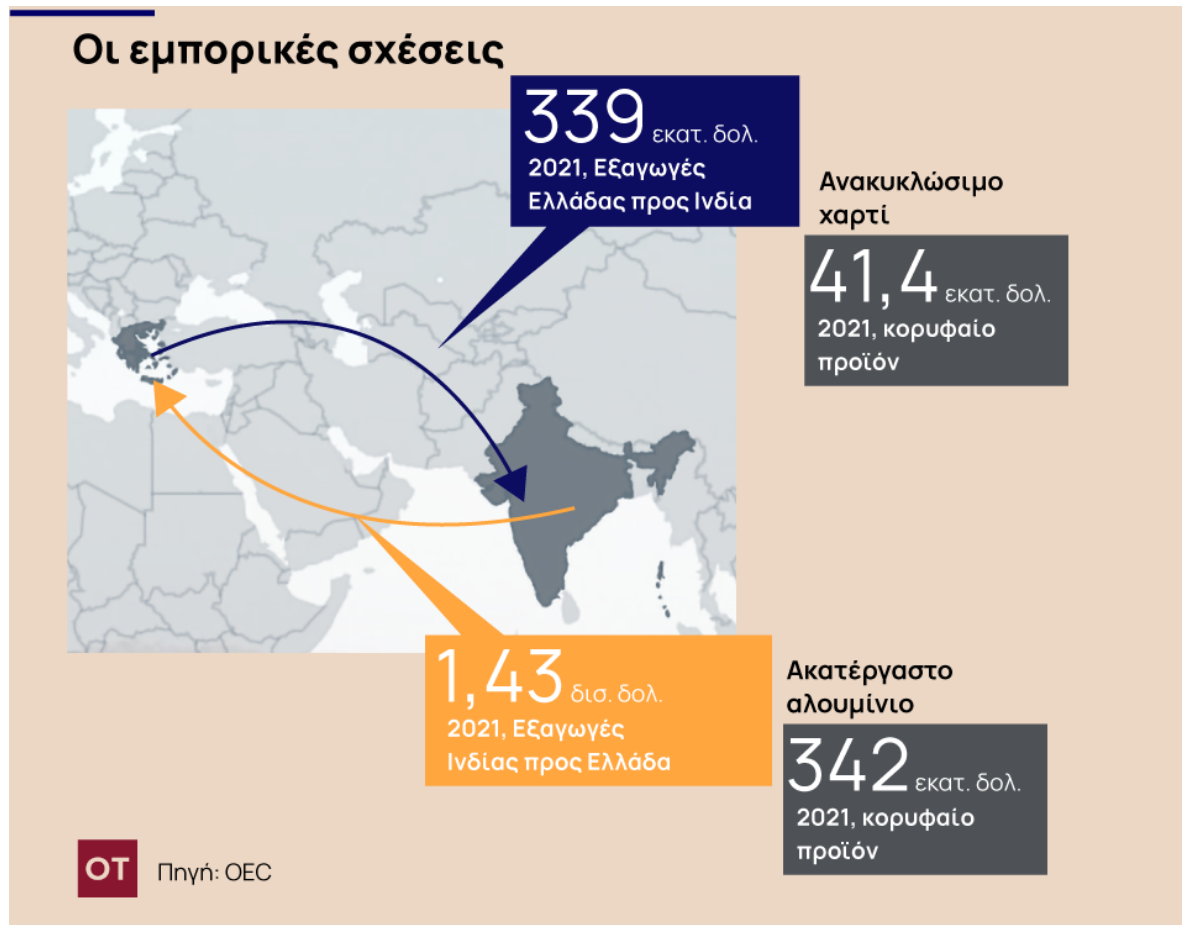 Οι εμπορικές σχέσεις
339 εκατ. δολ.
2021, Εξαγωγές
Ελλάδας προς Ινδία
Ανακυκλώσιμο
χαρτί
41,4 εκατ. δολ.
2021, κορυφαίο
προϊόν
1,43 δισ. δολ.
2021, Εξαγωγές
Ινδίας προς Ελλάδα
Ακατέργαστο
αλουμίνιο
342 εκατ. δολ.
2021, κορυφαίο
προϊόν
ΟΤ
Πηγή: OEC